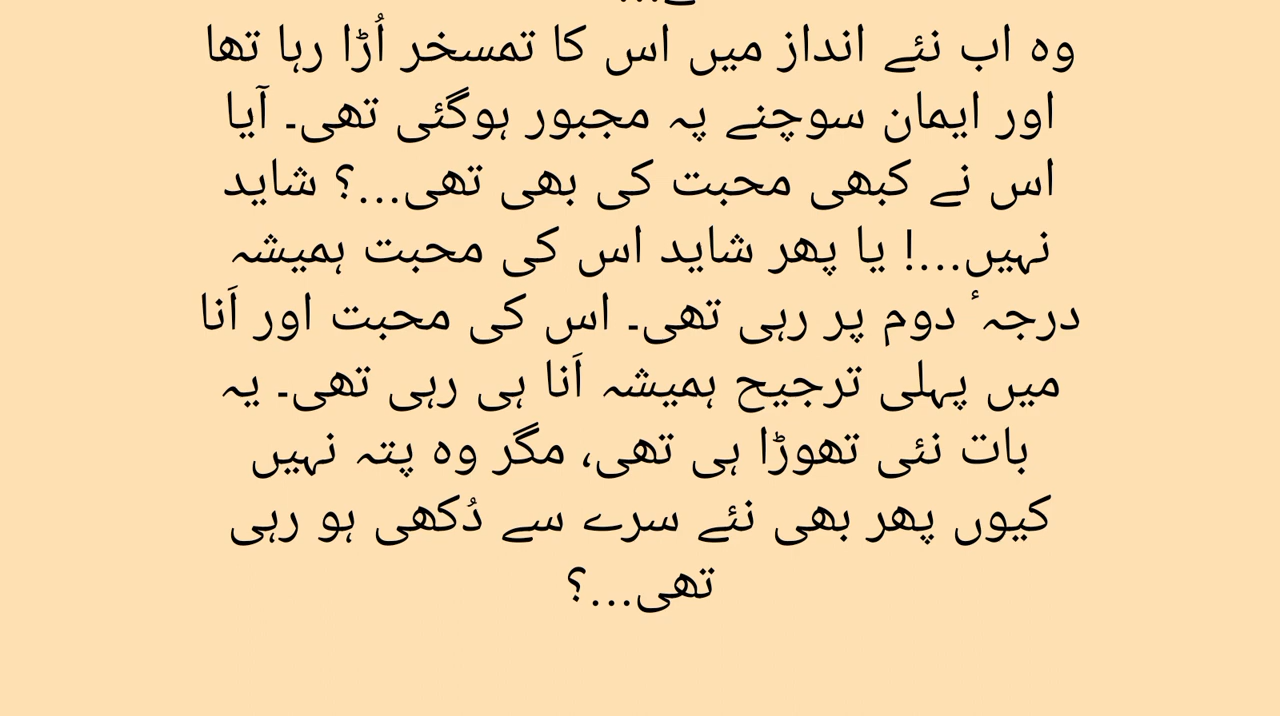 وہ اب نئے انداز میں اس کا تمسخر اُڑا رہا تھا
اور ایمان سوچنے پہ مجبور ہوگئی تھی۔ آیا
اس نے کبھی محبت کی بھی تھی...؟ شاید
نہیں...! یا پھر شاید اس کی محبت ہمیشہ
درجہ ٔ دوم پر رہی تھی۔ اس کی محبت اور اَنا
میں پہلی ترجیح ہمیشہ اَنا ہی رہی تھی۔ یہ
بات نئی تھوڑا ہی تھی، مگر وہ پتہ نہیں
کیوں پھر بھی نئے سرے سے دُکھی ہو رہی
تھی...؟